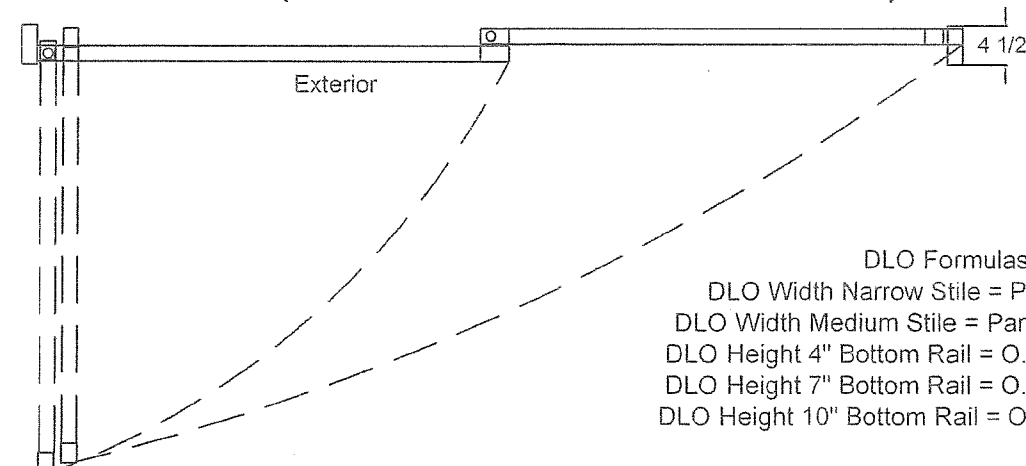 4 1/2
Exterior
DLO Formulas
DLO Width Narrow Stile = P
DLO Width Medium Stile = Par
DLO Height 4" Bottom Rail = O.
DLO Height 7" Bottom Rail = O.
DLO Height 10" Bottom Rail = O